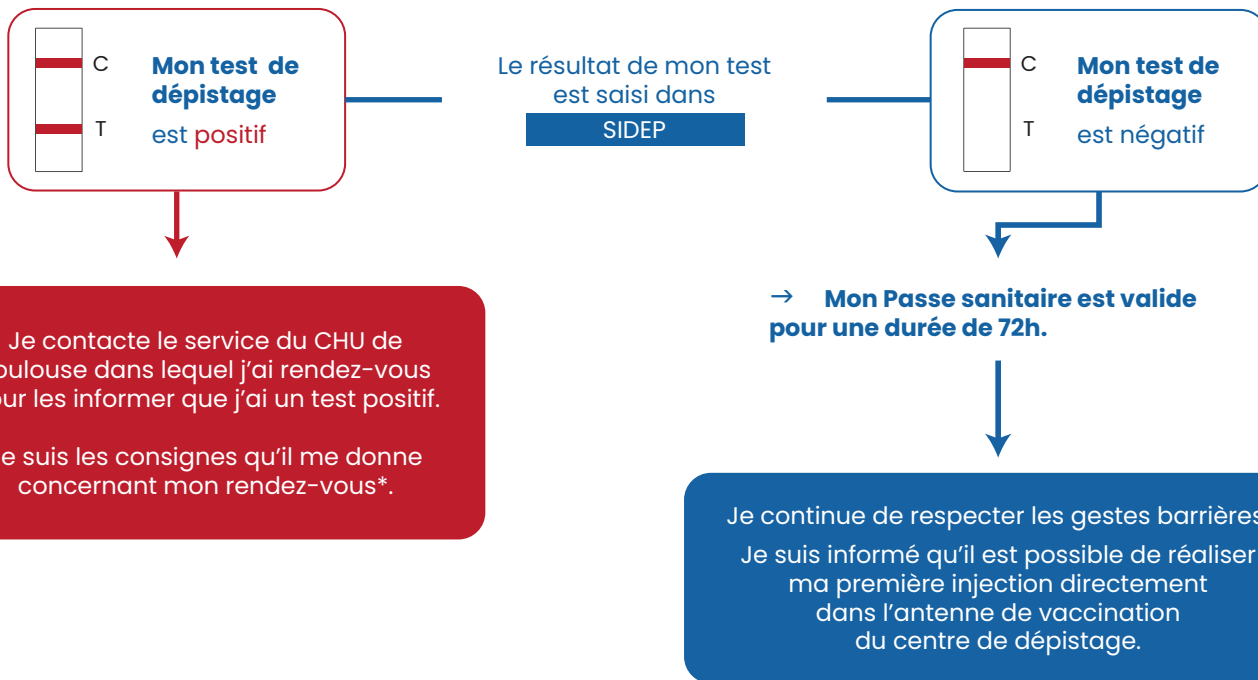 C
T
Mon test de
dépistage
est positif
Le résultat de mon test
est saisi dans
SIDEP
C
T
Mon test de
dépistage
est négatif
Je contacte le service du CHU de
oulouse dans lequel j'ai rendez-vous
our les informer que j'ai un test positif.
e suis les consignes qu'il me donne
concernant mon rendez-vous*.
→ Mon Passe sanitaire est valide
pour une durée de 72h.
Je continue de respecter les gestes barrières
Je suis informé qu'il est possible de réaliser
ma première injection directement
dans l'antenne de vaccination
du centre de dépistage.